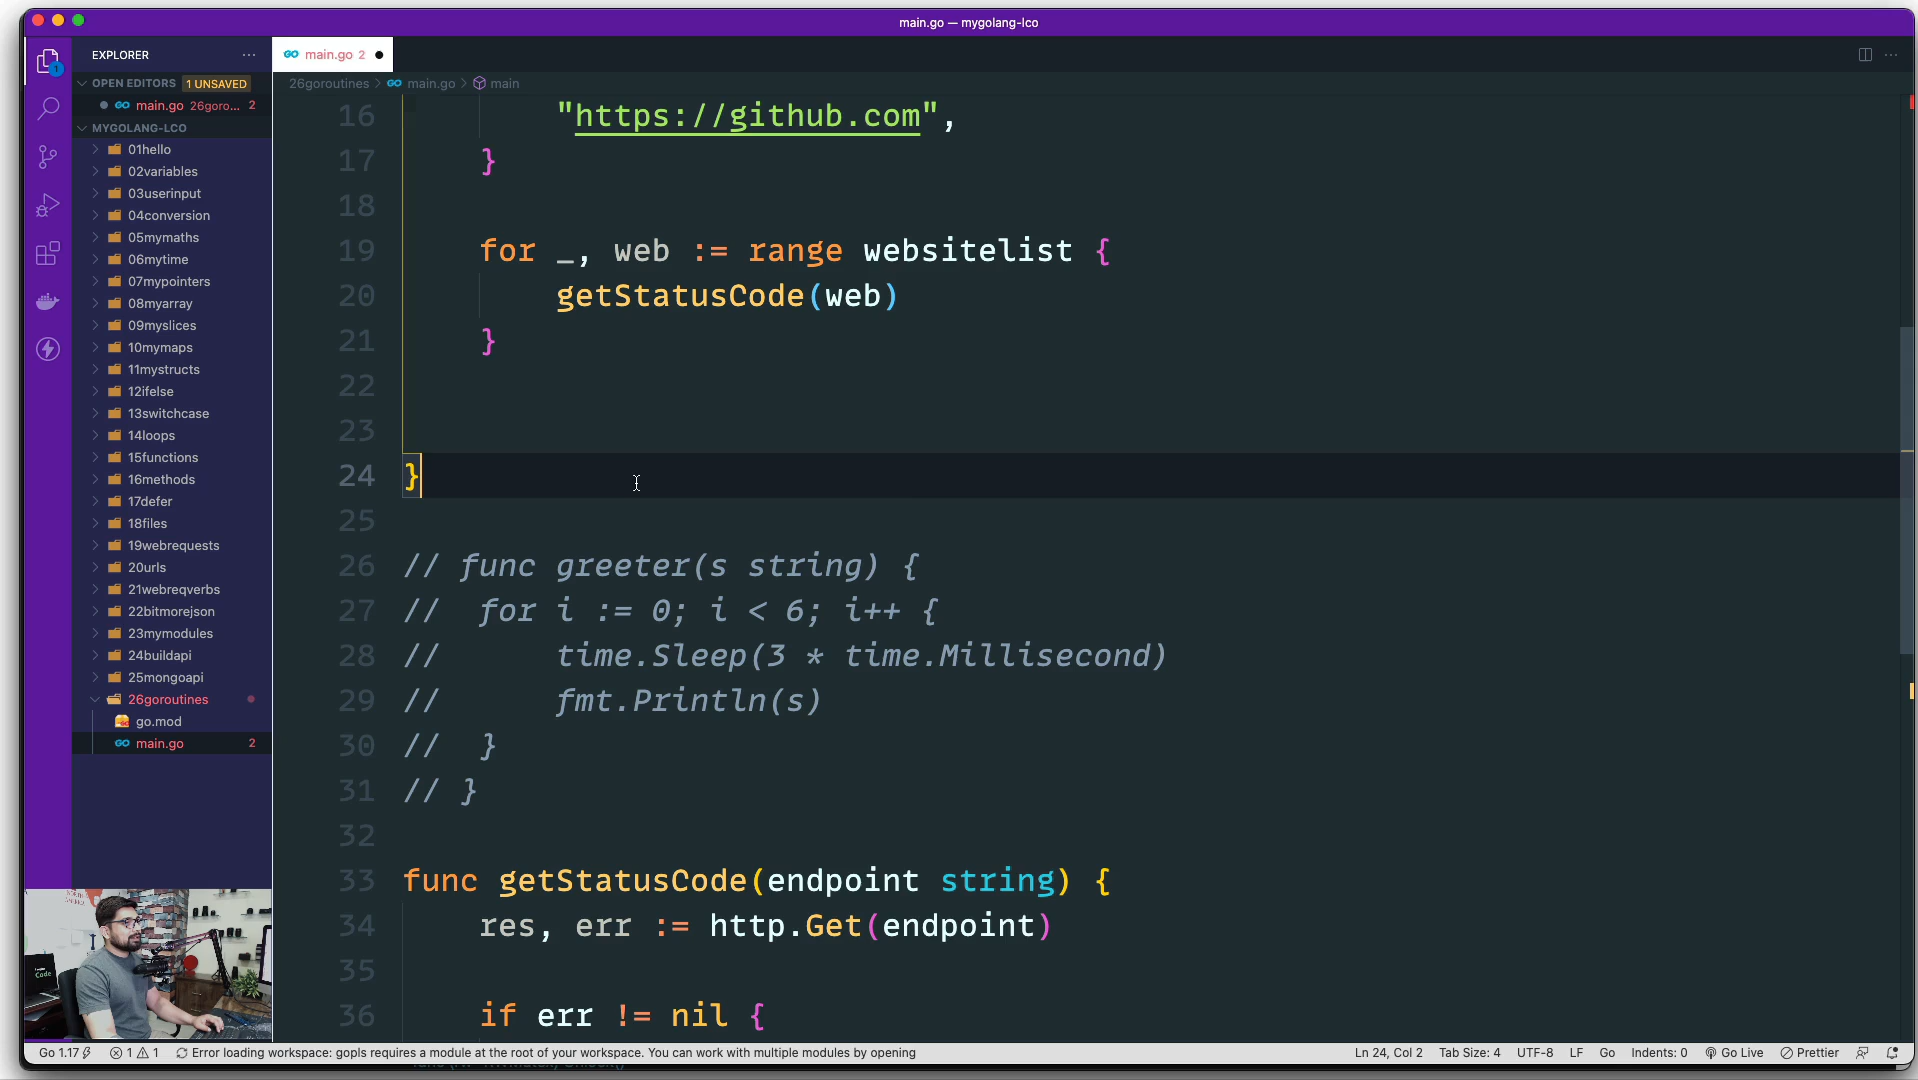 main.go — mygolang-lco
EXPLORER
main.go 2
OPEN EDITORS 1 UNSAVED
26goroutines > main.go > main
main.go 26goro... 2
MYGOLANG-LCO
01hello
02variables
03userinput
04conversion
05mymaths
06mytime
07mypointers
08myarray
09myslices
10mymaps
11mystructs
12ifelse
13switchcase
14loops
15functions
16methods
17defer
18files
19webrequests
20urls
21webreqverbs
22bitmorejson
23mymodules
24buildapi
25mongoapi
26goroutines
go.mod
main.go 2
16 "https://github.com",
17 }
18
19 for _, web := range websitelist {
20 getStatusCode(web)
21 }
22
23
24 }
25
26 // func greeter(s string) {
27 // for i := 0; i < 6; i++ {
28 // time.Sleep(3 * time.Millisecond)
29 // fmt.Println(s)
30 // }
31 // }
32
33 func getStatusCode(endpoint string) {
34 res, err := http.Get(endpoint)
35
36 if err != nil {
Go 1.17 1 1 Error loading workspace: gopls requires a module at the root of your workspace. You can work with multiple modules by opening Ln 24, Col 2 Tab Size: 4 UTF-8 LF Go Indents: 0 Go Live Prettier